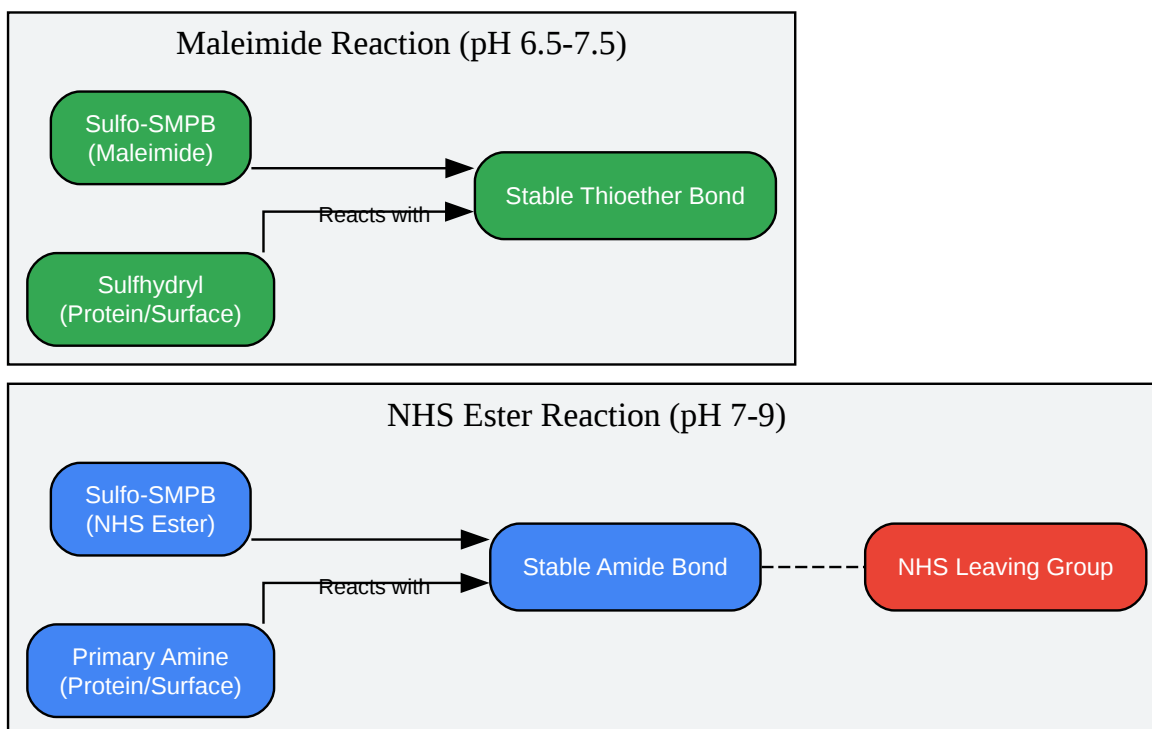 Maleimide Reaction (pH 6.5-7.5)
Sulfo-SMPB
(Maleimide)
Stable Thioether Bond
Reacts with
Sulfhydryl
(Protein/Surface)
NHS Ester Reaction (pH 7-9)
Sulfo-SMPB
(NHS Ester)
Stable Amide Bond
NHS Leaving Group
Reacts with
Primary Amine
(Protein/Surface)